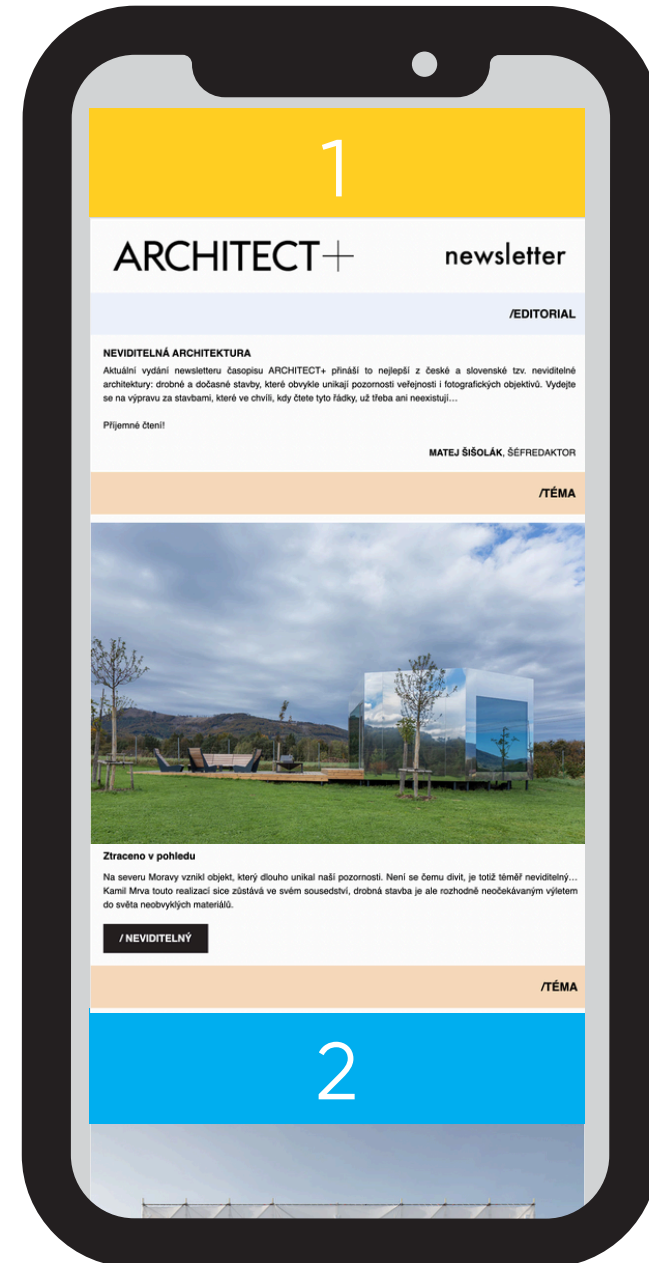 1
ARCHITECT+ newsletter
/EDITORIAL
NEVIDITELNÁ ARCHITEKTURA
Aktuální vydání newsletteru časopisu ARCHITECT+ přináší to nejlepší z české a slovenské tzv. neviditelné
architektury: drobné a dočasné stavby, které obvykle unikají pozornosti veřejnosti i fotografických objektivů. Vydejte
se na výpravu za stavbami, které ve chvíli, kdy čtete tyto řádky, už třeba ani neexistují…
Příjemné čtení!
MATEJ ŠIŠOLÁK, ŠÉFREDAKTOR
/TÉMA
Ztraceno v pohledu
Na severu Moravy vznikl objekt, který dlouho unikal naší pozornosti. Není se čemu divit, je totiž téměř neviditelný…
Kamil Mrva touto realizací sice zůstává ve svém sousedství, drobná stavba je ale rozhodně neočekávaným výletem
do světa neobvyklých materiálů.
/ NEVIDITELNÝ
/TÉMA
2